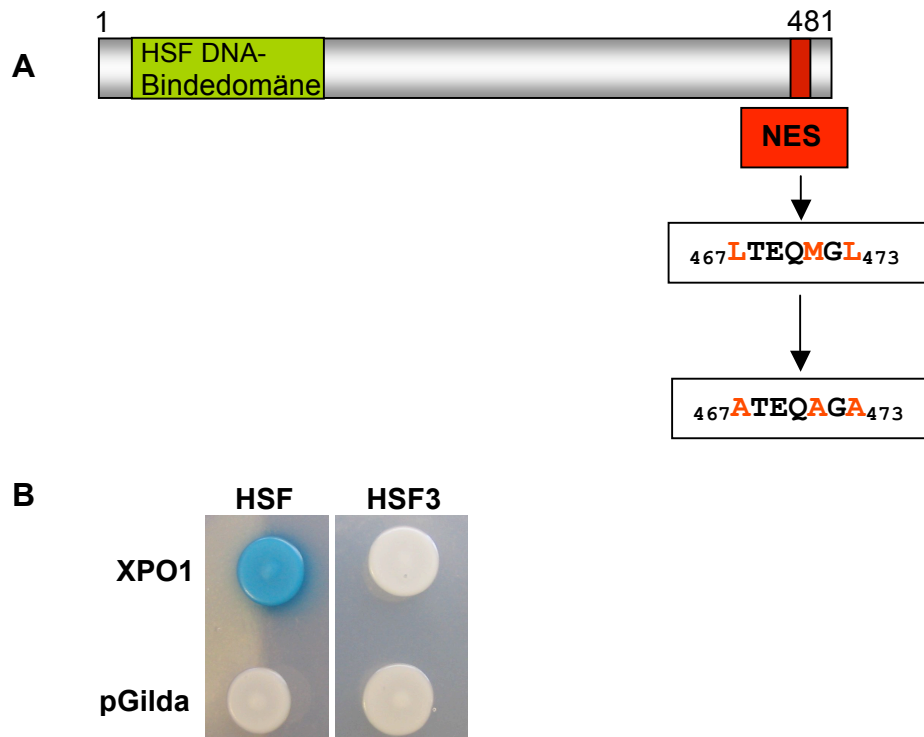 1 481
A
HSF DNA-
Bindedomäne
NES
467LTEQMGL473
467ATEQAGA473
B
HSF HSF3
XPO1
pGilda